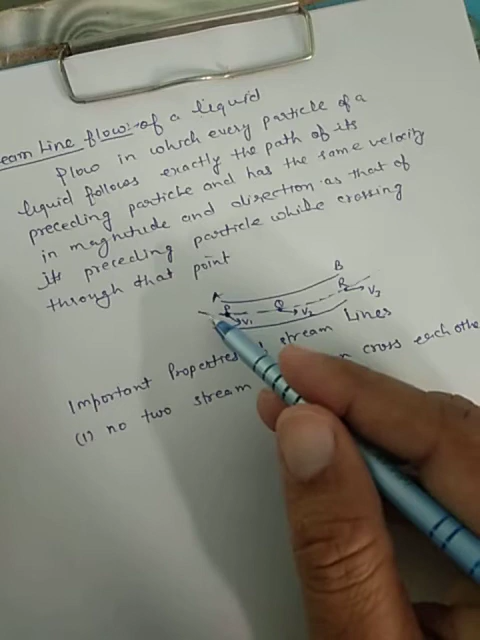 eam Line flow:- of a liquid
flow in which every particle of a
liquid follows exactly the path of its
preceding particle and has the same velocity
in magnitude and direction as that of
its preceding particle while crossing
through that point
A B
P Q R
V1 V2 V3
Important Properties stream Lines
(1) no two stream n cross each othe